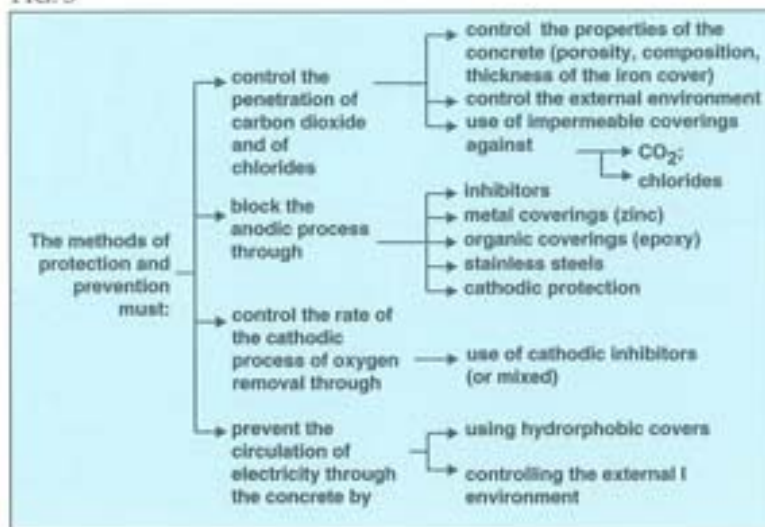 The methods of
protection and
prevention
must:
control the
penetration of
carbon dioxide
and of
chlorides
control the properties of the
concrete (porosity, composition,
thickness of the iron cover)
control the external environment
use of impermeable coverings
against
CO₂;
chlorides
block the
anodic process
through
inhibitors
metal coverings (zinc)
organic coverings (epoxy)
stainless steels
cathodic protection
control the rate of
the cathodic
process of oxygen
removal through
use of cathodic inhibitors
(or mixed)
prevent the
circulation of
electricity through
the concrete by
using hydrorphobic covers
controlling the external I
environment